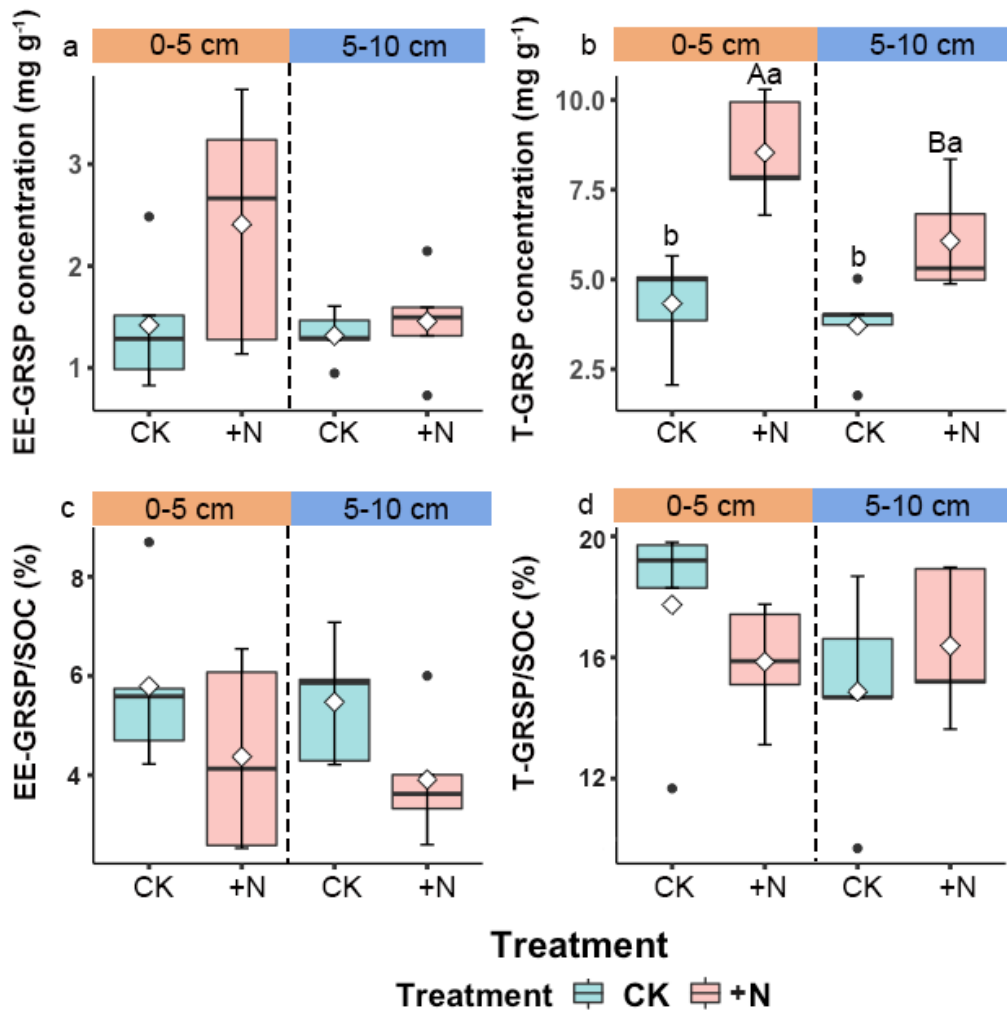 a
0-5 cm
5-10 cm
EE-GRSP concentration (mg g⁻¹)
3
2
1
CK
+N
CK
+N
b
0-5 cm
5-10 cm
T-GRSP concentration (mg g⁻¹)
10.0
7.5
5.0
2.5
b
Aa
b
Ba
CK
+N
CK
+N
c
0-5 cm
5-10 cm
EE-GRSP/SOC (%)
8
6
4
CK
+N
CK
+N
d
0-5 cm
5-10 cm
T-GRSP/SOC (%)
20
16
12
CK
+N
CK
+N
Treatment
Treatment CK +N